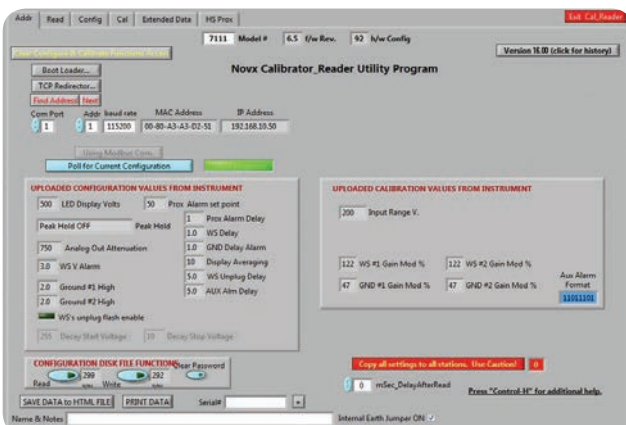 Addr Read Config Cal Extended Data HS Prox Exit Cal_Reader
7111 Model # 6.5 f/w Rev. 92 h/w Config
Clear Configure & Calibrate Functions Access
Version 16.00 (click for history)
Boot Loader...
Novx Calibrator_Reader Utility Program
TCP Redirector...
Find Address Next
Com Port Addr baud rate MAC Address IP Address
1 1 115200 00-80-A3-A3-D2-51 192.168.10.50
Using Modbus Com.
Poll for Current Configuration
UPLOADED CONFIGURATION VALUES FROM INSTRUMENT
500 LED Display Volts 50 Prox Alarm set point
Peak Hold OFF Peak Hold
1 Prox Alarm Delay
1.0 WS Delay
750 Analog Out Attenuation
1.0 GND Delay Alarm
3.0 WS V Alarm
10 Display Averaging
5.0 WS Unplug Delay
2.0 Ground #1 High
5.0 AUX Alm Delay
2.0 Ground #2 High
WS's unplug flash enable
255 Decay Start Voltage 10 Decay Stop Voltage
UPLOADED CALIBRATION VALUES FROM INSTRUMENT
200 Input Range V.
122 WS #1 Gain Mod % 122 WS #2 Gain Mod %
47 GND #1 Gain Mod % 47 GND #2 Gain Mod %
Aux Alarm
Format
11011101
CONFIGURATION DISK FILE FUNCTIONS Clear Password
Read 299 Write 292
Copy all settings to all stations. Use Caution! 0
0 mSec_DelayAfterRead
Press "Control-H" for additional help.
SAVE DATA to HTML FILE PRINT DATA Serial#
Name & Notes Internal Earth Jumper ON